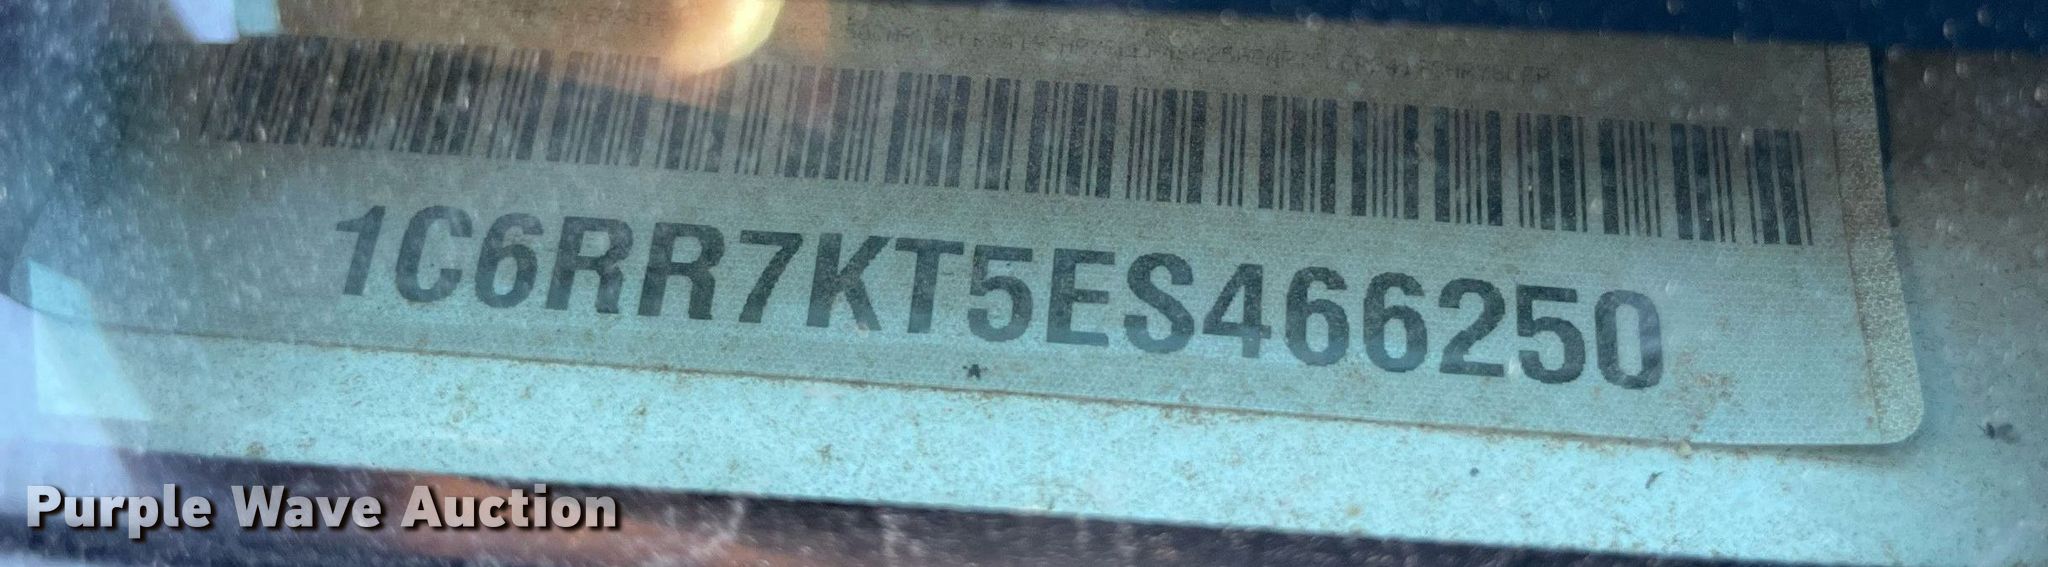 1C6RR7KT5ES466250
Purple Wave Auction